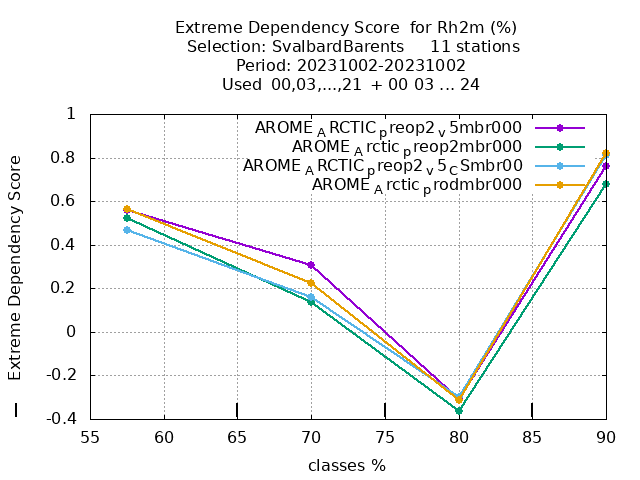 Extreme Dependency Score for Rh2m (%)
Selection: SvalbardBarents 11 stations
Period: 20231002-20231002
Used 00,03,...,21 + 00 03 ... 24
AROME_ARCTIC_preop2_v5mbr000
AROME_Arctic_preop2mbr000
AROME_ARCTIC_preop2_v5_CSmbr00
AROME_Arctic_prodmbr000
Extreme Dependency Score
1
0.8
0.6
0.4
0.2
0
-0.2
-0.4
55 60 65 70 75 80 85 90
classes %